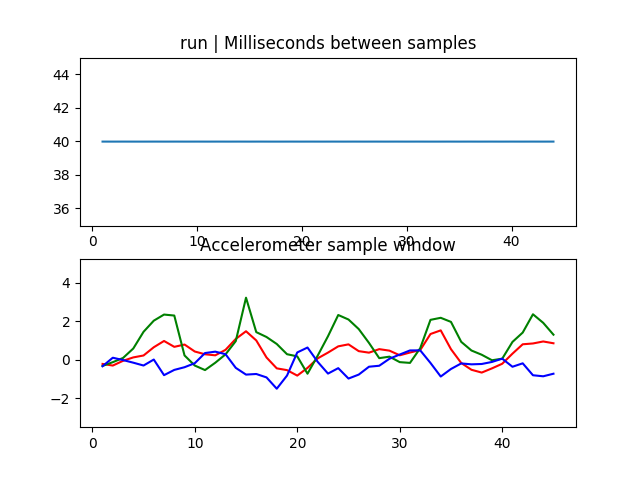 run | Milliseconds between samples
44
42
40
38
36
0 10 20 30 40
Accelerometer sample window
4
2
0
−2
0 10 20 30 40